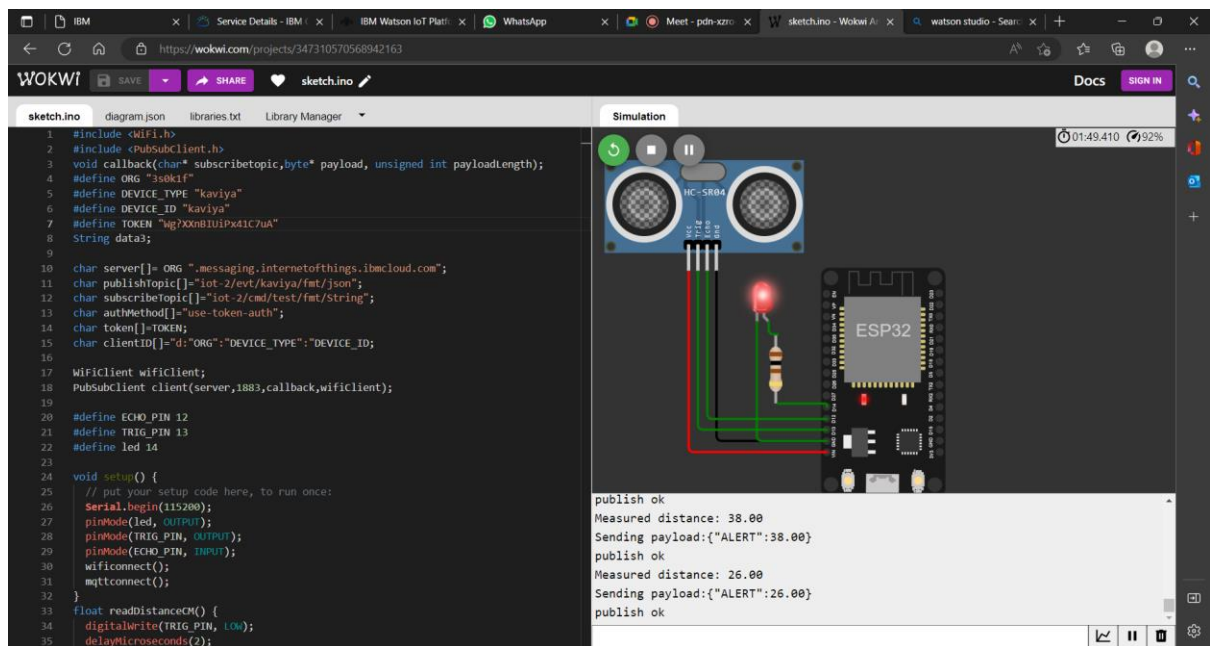 IBM
Service Details - IBM C
IBM Watson IoT Platfo
WhatsApp
Meet - pdn-xzro
sketch.ino - Wokwi Ar
watson studio - Searc
https://wokwi.com/projects/347310570568942163
WOKWI
SAVE
SHARE
sketch.ino
Docs
SIGN IN
sketch.ino
diagram.json
libraries.txt
Library Manager
1 #include <WiFi.h>
2 #include <PubSubClient.h>
3 void callback(char* subscribetopic,byte* payload, unsigned int payloadLength);
4 #define ORG "3s0k1f"
5 #define DEVICE_TYPE "kaviya"
6 #define DEVICE_ID "kaviya"
7 #define TOKEN "Wg?XXnBIUiPx41C7uA"
8 String data3;
9
10 char server[]= ORG ".messaging.internetofthings.ibmcloud.com";
11 char publishTopic[]="iot-2/evt/kaviya/fmt/json";
12 char subscribeTopic[]="iot-2/cmd/test/fmt/String";
13 char authMethod[]="use-token-auth";
14 char token[]=TOKEN;
15 char clientID[]="d:"ORG":"DEVICE_TYPE":"DEVICE_ID;
16
17 WiFiClient wifiClient;
18 PubSubClient client(server,1883,callback,wifiClient);
19
20 #define ECHO_PIN 12
21 #define TRIG_PIN 13
22 #define led 14
23
24 void setup() {
25 // put your setup code here, to run once:
26 Serial.begin(115200);
27 pinMode(led, OUTPUT);
28 pinMode(TRIG_PIN, OUTPUT);
29 pinMode(ECHO_PIN, INPUT);
30 wificonnect();
31 mqttconnect();
32 }
33 float readDistanceCM() {
34 digitalWrite(TRIG_PIN, LOW);
35 delayMicroseconds(2);
Simulation
01:49.410
92%
HC-SR04
Vcc
Trig
Echo
Gnd
ESP32
publish ok
Measured distance: 38.00
Sending payload:{"ALERT":38.00}
publish ok
Measured distance: 26.00
Sending payload:{"ALERT":26.00}
publish ok